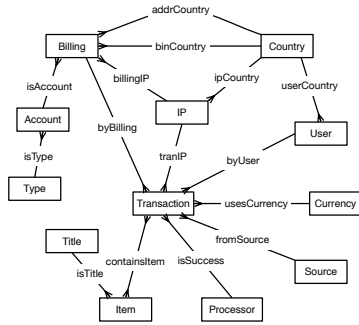 addrCountry
Billing
binCountry
Country
isAccount
billingIP
ipCountry
userCountry
Account
IP
User
byBilling
isType
tranIP
byUser
Type
Transaction
usesCurrency
Currency
Title
fromSource
containsItem
isSuccess
isTitle
Source
Item
Processor